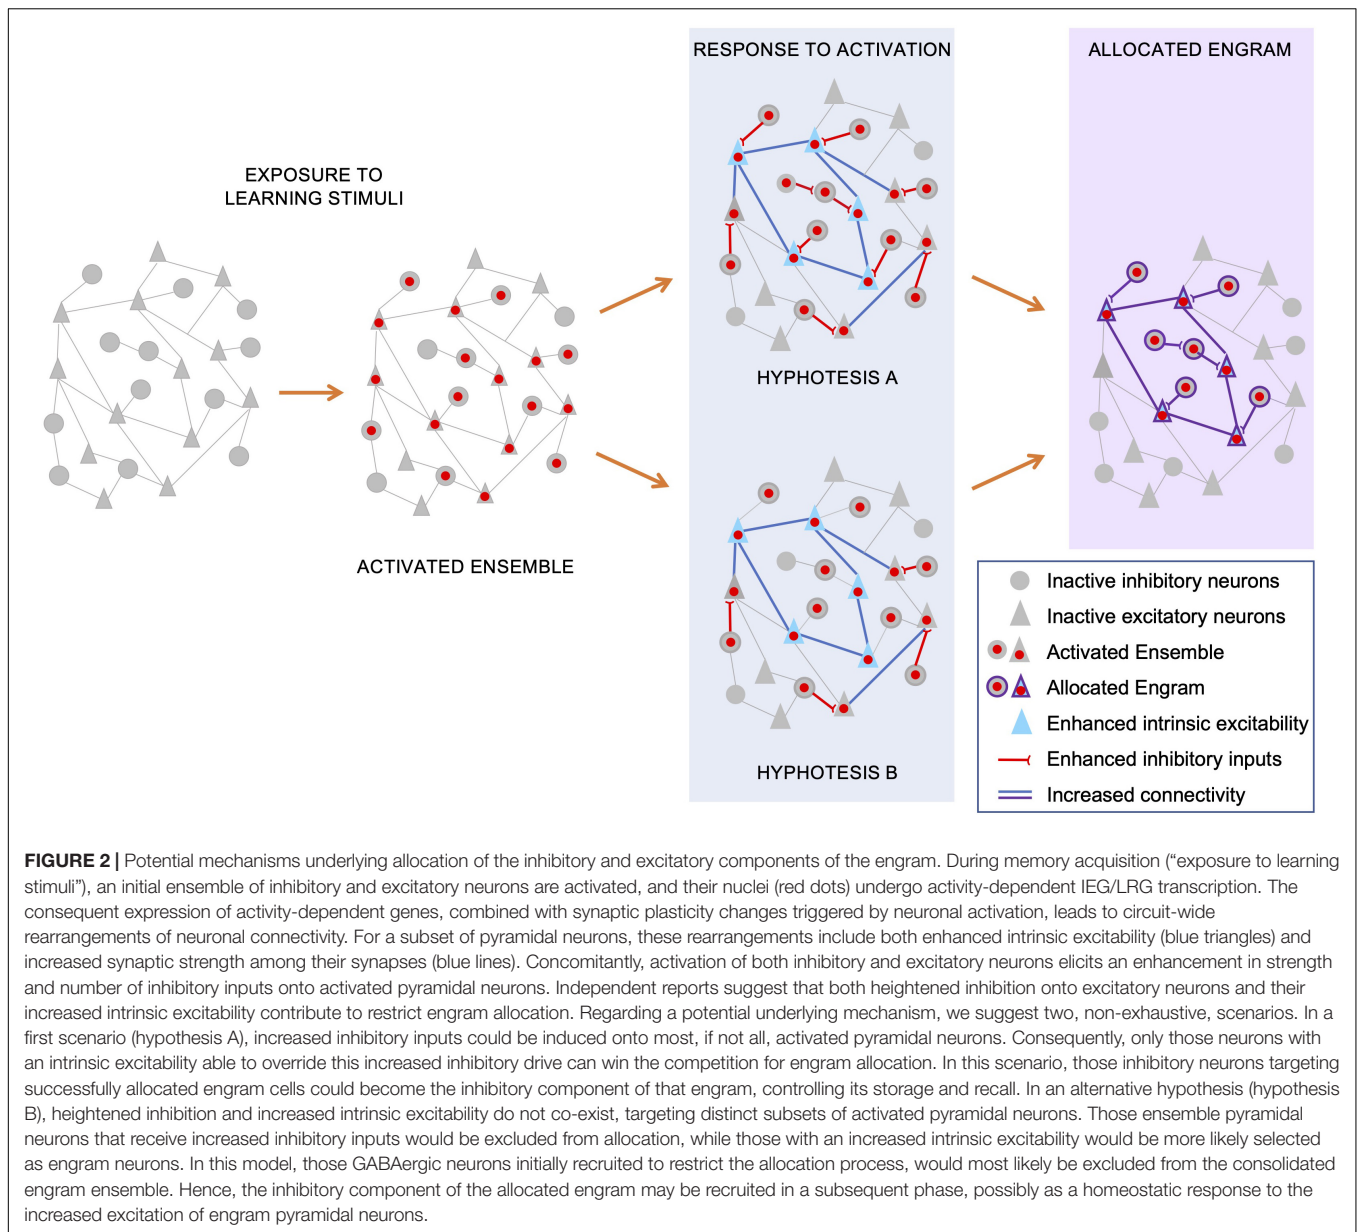 EXPOSURE TO
LEARNING STIMULI
ACTIVATED ENSEMBLE
RESPONSE TO ACTIVATION
HYPHOTESIS A
HYPHOTESIS B
ALLOCATED ENGRAM
Inactive inhibitory neurons
Inactive excitatory neurons
Activated Ensemble
Allocated Engram
Enhanced intrinsic excitability
Enhanced inhibitory inputs
Increased connectivity
FIGURE 2 | Potential mechanisms underlying allocation of the inhibitory and excitatory components of the engram. During memory acquisition (“exposure to learning
stimuli”), an initial ensemble of inhibitory and excitatory neurons are activated, and their nuclei (red dots) undergo activity-dependent IEG/LRG transcription. The
consequent expression of activity-dependent genes, combined with synaptic plasticity changes triggered by neuronal activation, leads to circuit-wide
rearrangements of neuronal connectivity. For a subset of pyramidal neurons, these rearrangements include both enhanced intrinsic excitability (blue triangles) and
increased synaptic strength among their synapses (blue lines). Concomitantly, activation of both inhibitory and excitatory neurons elicits an enhancement in strength
and number of inhibitory inputs onto activated pyramidal neurons. Independent reports suggest that both heightened inhibition onto excitatory neurons and their
increased intrinsic excitability contribute to restrict engram allocation. Regarding a potential underlying mechanism, we suggest two, non-exhaustive, scenarios. In a
first scenario (hypothesis A), increased inhibitory inputs could be induced onto most, if not all, activated pyramidal neurons. Consequently, only those neurons with
an intrinsic excitability able to override this increased inhibitory drive can win the competition for engram allocation. In this scenario, those inhibitory neurons targeting
successfully allocated engram cells could become the inhibitory component of that engram, controlling its storage and recall. In an alternative hypothesis (hypothesis
B), heightened inhibition and increased intrinsic excitability do not co-exist, targeting distinct subsets of activated pyramidal neurons. Those ensemble pyramidal
neurons that receive increased inhibitory inputs would be excluded from allocation, while those with an increased intrinsic excitability would be more likely selected
as engram neurons. In this model, those GABAergic neurons initially recruited to restrict the allocation process, would most likely be excluded from the consolidated
engram ensemble. Hence, the inhibitory component of the allocated engram may be recruited in a subsequent phase, possibly as a homeostatic response to the
increased excitation of engram pyramidal neurons.